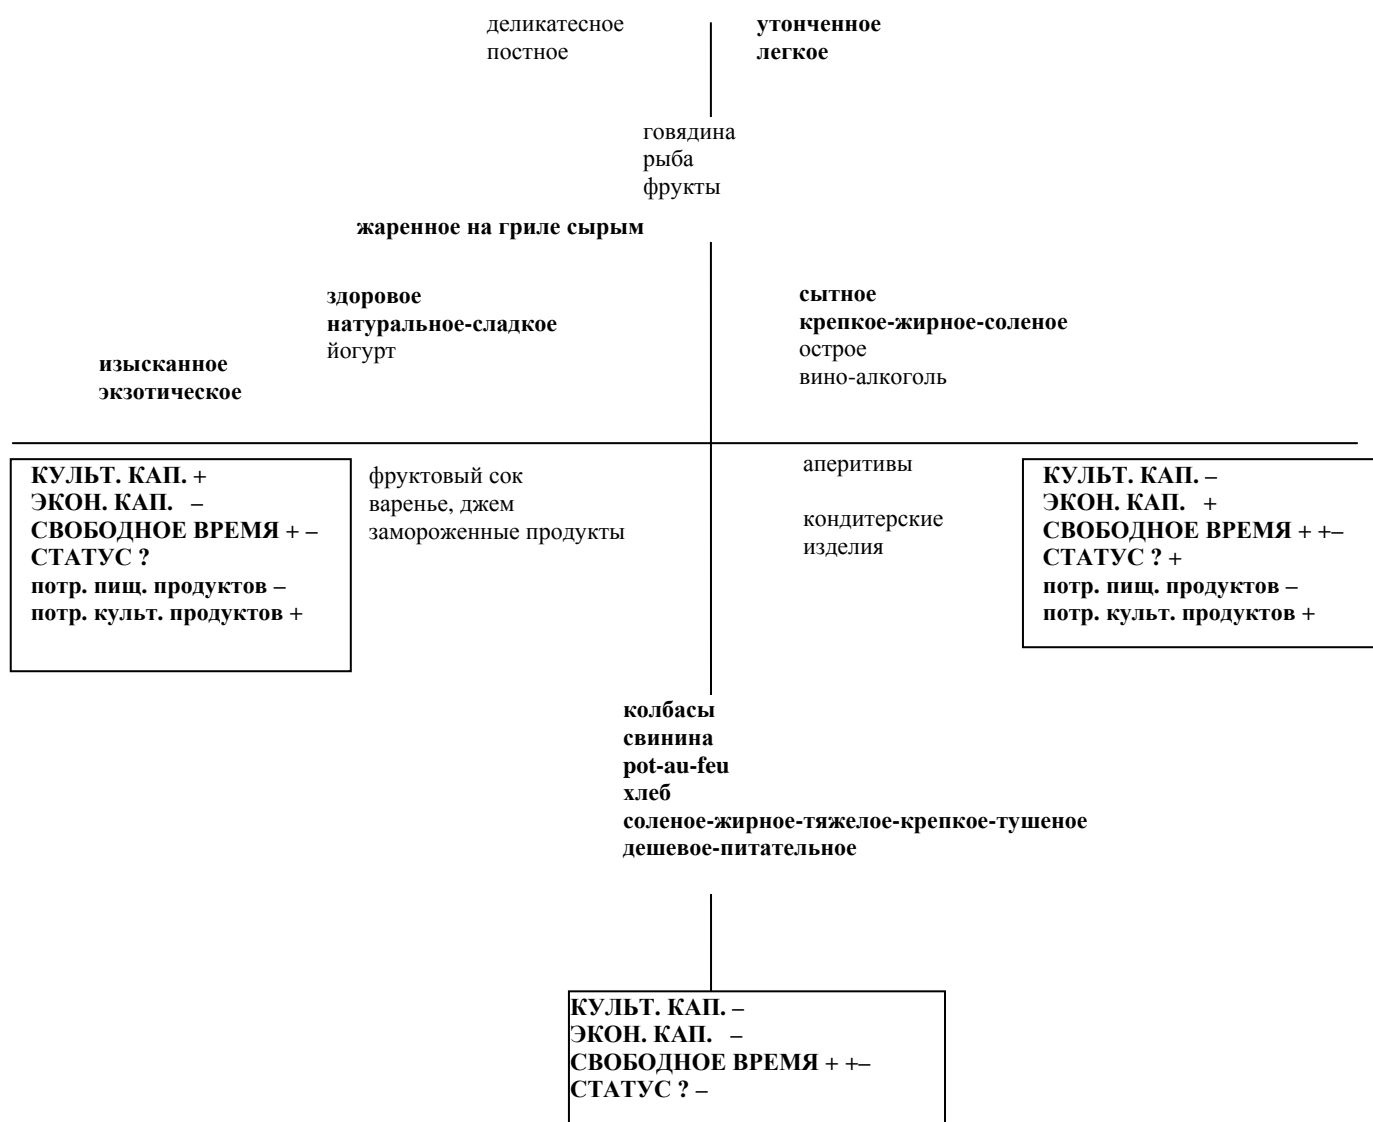 деликатесное
постное
утонченное
легкое
говядина
рыба
фрукты
жаренное на гриле сырым
здоровое
натуральное-сладкое
йогурт
изысканное
экзотическое
сытное
крепкое-жирное-соленое
острое
вино-алкоголь
КУЛЬТ. КАП. +
ЭКОН. КАП. –
СВОБОДНОЕ ВРЕМЯ + –
СТАТУС ?
потр. пищ. продуктов –
потр. культ. продуктов +
фруктовый сок
варенье, джем
замороженные продукты
аперитивы
кондитерские
изделия
КУЛЬТ. КАП. –
ЭКОН. КАП. +
СВОБОДНОЕ ВРЕМЯ + +–
СТАТУС ? +
потр. пищ. продуктов –
потр. культ. продуктов +
колбасы
свинина
pot-au-feu
хлеб
соленое-жирное-тяжелое-крепкое-тушеное
дешевое-питательное
КУЛЬТ. КАП. –
ЭКОН. КАП. –
СВОБОДНОЕ ВРЕМЯ + +–
СТАТУС ? –